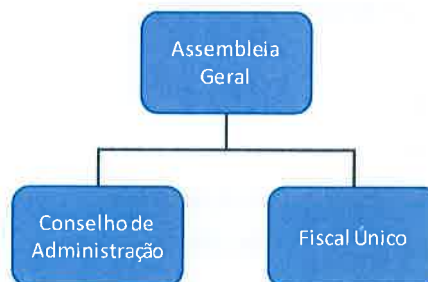 Assembleia
Geral
Conselho de
Administração
Fiscal Único